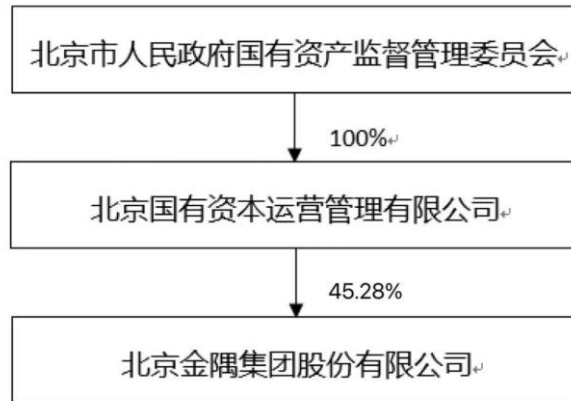 北京市人民政府国有资产监督管理委员会
100%
北京国有资本运营管理有限公司
45.28%
北京金隅集团股份有限公司